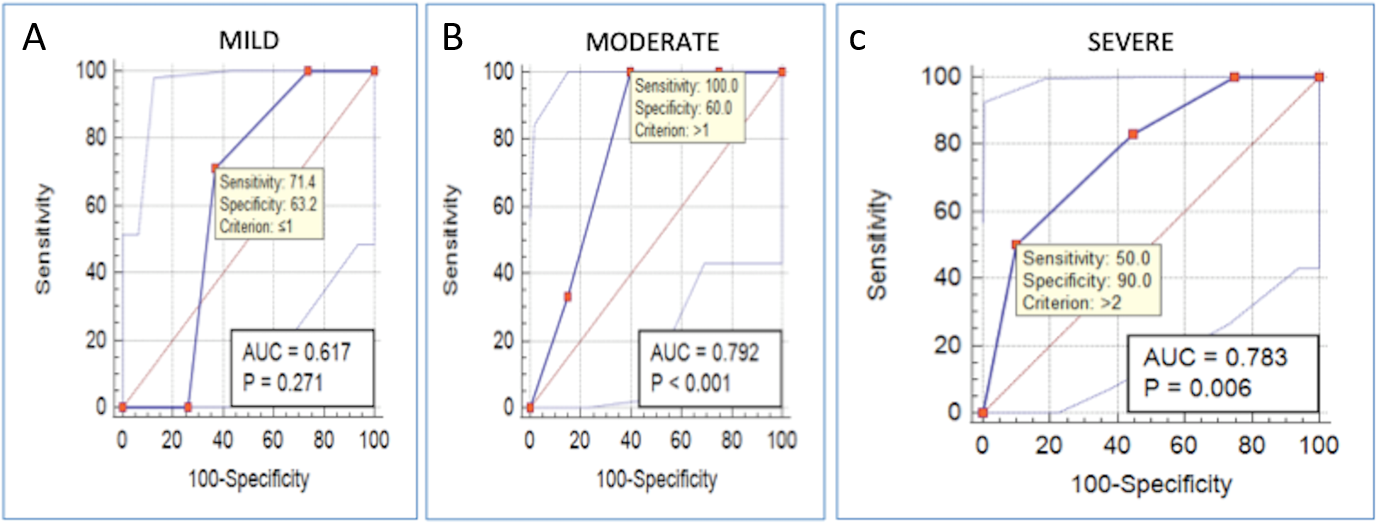 A
MILD
100
80
60
40
20
0
Sensitivity
Sensitivity: 71.4
Specificity: 63.2
Criterion: ≤1
AUC = 0.617
P = 0.271
0 20 40 60 80 100
100-Specificity
B
MODERATE
100
80
60
40
20
0
Sensitivity
Sensitivity: 100.0
Specificity: 60.0
Criterion: >1
AUC = 0.792
P < 0.001
0 20 40 60 80 100
100-Specificity
c
SEVERE
100
80
60
40
20
0
Sensitivity
Sensitivity: 50.0
Specificity: 90.0
Criterion: >2
AUC = 0.783
P = 0.006
0 20 40 60 80 100
100-Specificity